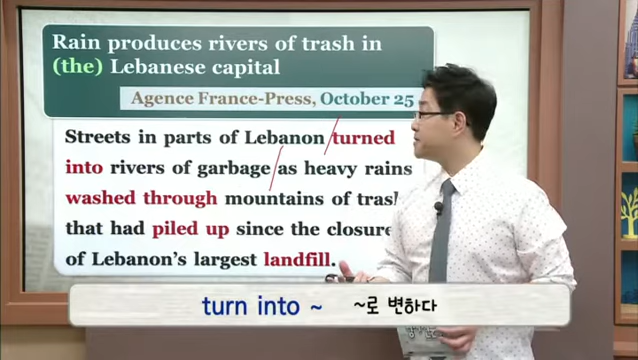 Rain produces rivers of trash in
(the) Lebanese capital
Agence France-Press, October 25
Streets in parts of Lebanon turned
into rivers of garbage as heavy rains
washed through mountains of tras
that had piled up since the closure
of Lebanon's largest landfill.
turn into ~ ~로 변하다